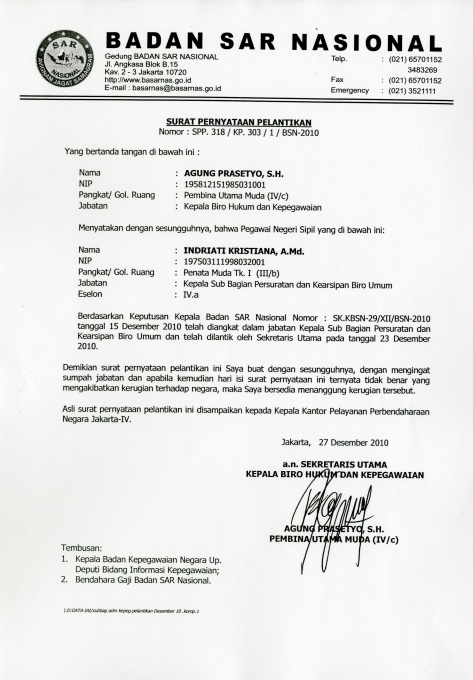 SAR
NASIONAL
AVIGNAM JAGAT SAMAGRAM
BADAN SAR NASIONAL
Gedung BADAN SAR NASIONAL
Jl. Angkasa Blok B.15
Kav. 2 - 3 Jakarta 10720
http://www.basarnas.go.id
E-mail : basarnas@basarnas.go.id
Telp. : (021) 65701152
3483269
Fax : (021) 65701152
Emergency : (021) 3521111
SURAT PERNYATAAN PELANTIKAN
Nomor : SPP. 318 / KP. 303 / 1 / BSN-2010
Yang bertanda tangan di bawah ini :
Nama : AGUNG PRASETYO, S.H.
NIP : 195812151985031001
Pangkat/ Gol. Ruang : Pembina Utama Muda (IV/c)
Jabatan : Kepala Biro Hukum dan Kepegawaian
Menyatakan dengan sesungguhnya, bahwa Pegawai Negeri Sipil yang di bawah ini:
Nama : INDRIATI KRISTIANA, A.Md.
NIP : 197503111998032001
Pangkat/ Gol. Ruang : Penata Muda Tk. I (III/b)
Jabatan : Kepala Sub Bagian Persuratan dan Kearsipan Biro Umum
Eselon : IV.a
Berdasarkan Keputusan Kepala Badan SAR Nasional Nomor : SK.KBSN-29/XII/BSN-2010
tanggal 15 Desember 2010 telah diangkat dalam jabatan Kepala Sub Bagian Persuratan dan
Kearsipan Biro Umum dan telah dilantik oleh Sekretaris Utama pada tanggal 23 Desember
2010.
Demikian surat pernyataan pelantikan ini Saya buat dengan sesungguhnya, dengan mengingat
sumpah jabatan dan apabila kemudian hari isi surat pernyataan ini ternyata tidak benar yang
mengakibatkan kerugian terhadap negara, maka Saya bersedia menanggung kerugian tersebut.
Asli surat pernyataan pelantikan ini disampaikan kepada Kepala Kantor Pelayanan Perbendaharaan
Negara Jakarta-IV.
Jakarta, 27 Desember 2010
a.n. SEKRETARIS UTAMA
KEPALA BIRO HUKUM DAN KEPEGAWAIAN
AGUNG PRASETYO, S.H.
PEMBINA UTAMA MUDA (IV/c)
Tembusan:
1. Kepala Badan Kepegawaian Negara Up.
Deputi Bidang Informasi Kepegawaian;
2. Bendahara Gaji Badan SAR Nasional.